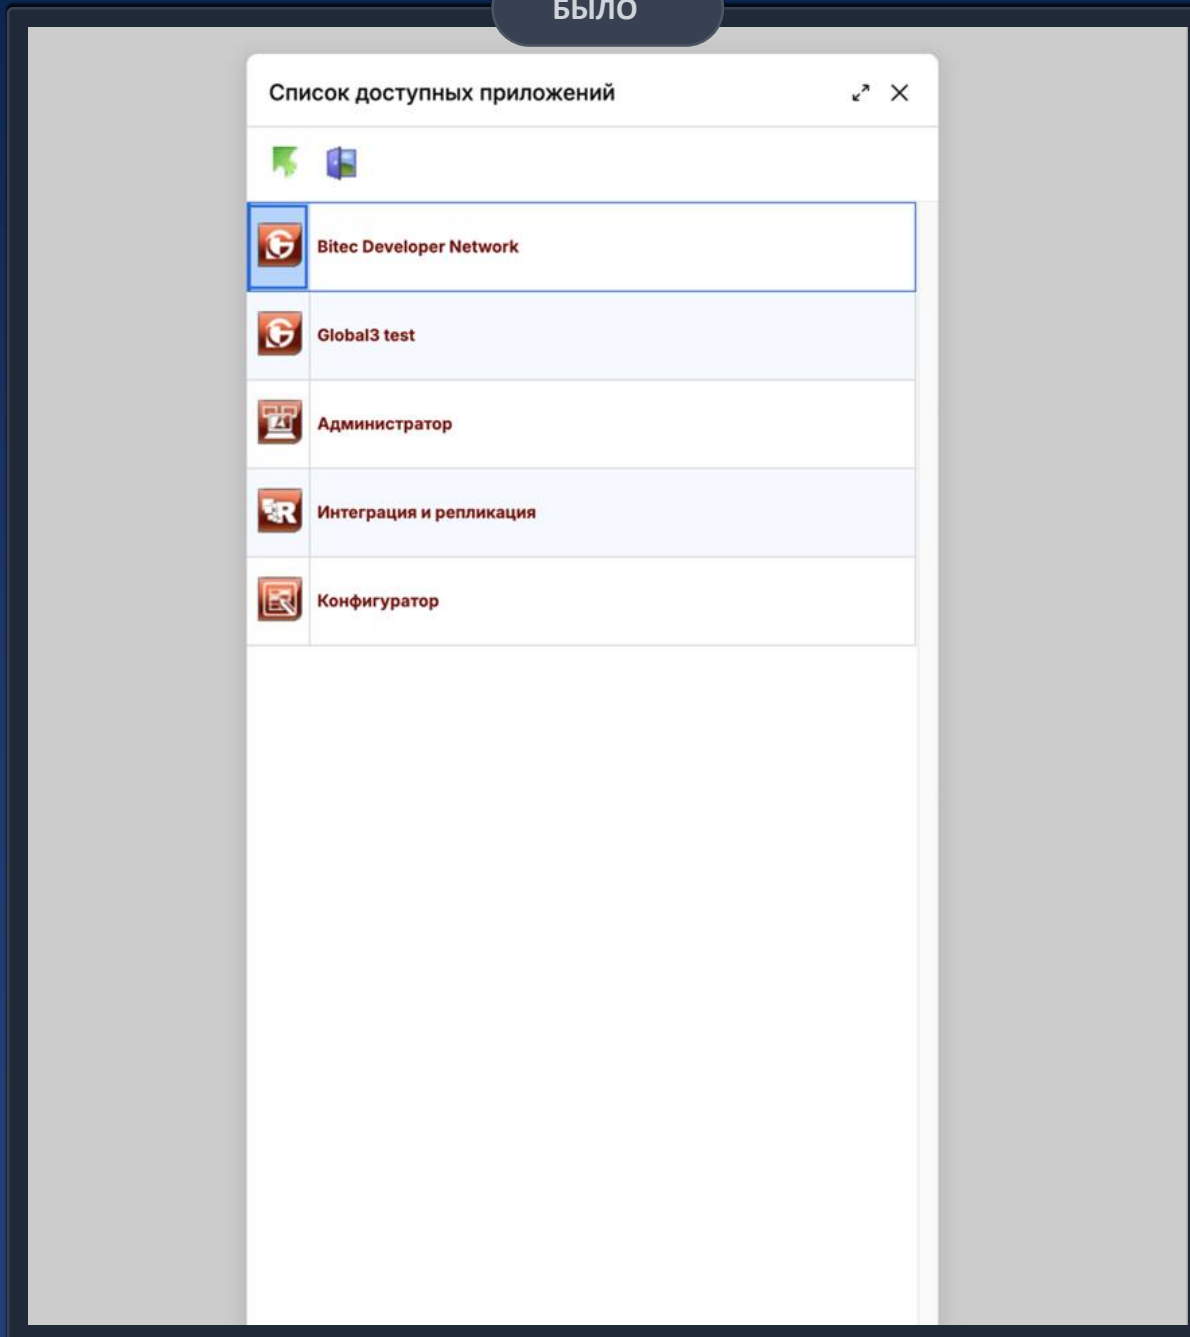 БЫЛО
Список доступных приложений
Bitec Developer Network
Global3 test
Администратор
Интеграция и репликация
Конфигуратор